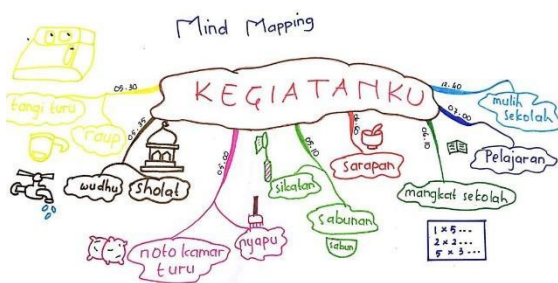 Mind Mapping
KEGIATANKU
05.30
tangi turu
raup
05.35
wudhu
sholat
05.00
noto kamar turu
nyapu
05.10
sikatan
sabunan
sabun
sarapan
06.10
mangkat sekolah
1 x 5 ...
2 x 2 ...
5 x 3 ...
03.00
Pelajaran
12.40
mulih sekolah